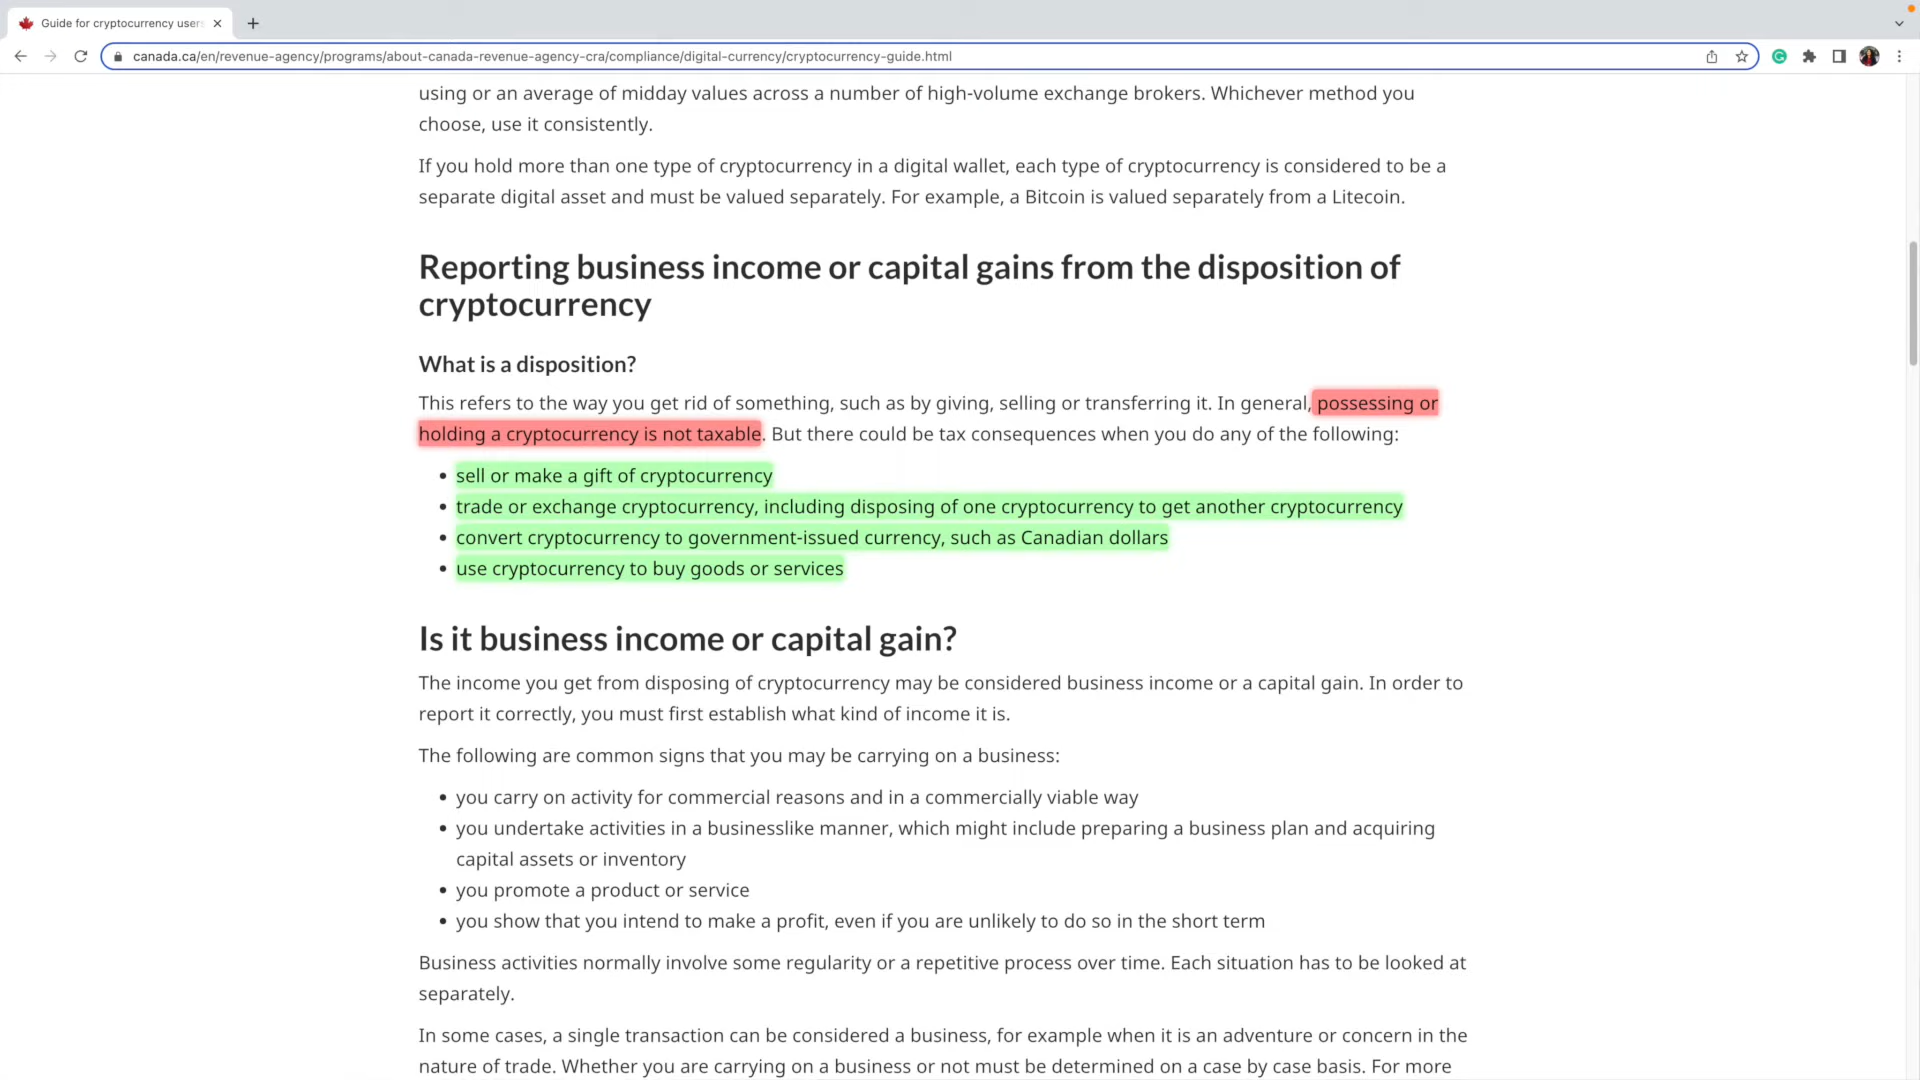 Guide for cryptocurrency users
canada.ca/en/revenue-agency/programs/about-canada-revenue-agency-cra/compliance/digital-currency/cryptocurrency-guide.html
using or an average of midday values across a number of high-volume exchange brokers. Whichever method you
choose, use it consistently.
If you hold more than one type of cryptocurrency in a digital wallet, each type of cryptocurrency is considered to be a
separate digital asset and must be valued separately. For example, a Bitcoin is valued separately from a Litecoin.
Reporting business income or capital gains from the disposition of
cryptocurrency
What is a disposition?
This refers to the way you get rid of something, such as by giving, selling or transferring it. In general, possessing or
holding a cryptocurrency is not taxable. But there could be tax consequences when you do any of the following:
• sell or make a gift of cryptocurrency
• trade or exchange cryptocurrency, including disposing of one cryptocurrency to get another cryptocurrency
• convert cryptocurrency to government-issued currency, such as Canadian dollars
• use cryptocurrency to buy goods or services
Is it business income or capital gain?
The income you get from disposing of cryptocurrency may be considered business income or a capital gain. In order to
report it correctly, you must first establish what kind of income it is.
The following are common signs that you may be carrying on a business:
• you carry on activity for commercial reasons and in a commercially viable way
• you undertake activities in a businesslike manner, which might include preparing a business plan and acquiring
capital assets or inventory
• you promote a product or service
• you show that you intend to make a profit, even if you are unlikely to do so in the short term
Business activities normally involve some regularity or a repetitive process over time. Each situation has to be looked at
separately.
In some cases, a single transaction can be considered a business, for example when it is an adventure or concern in the
nature of trade. Whether you are carrying on a business or not must be determined on a case by case basis. For more